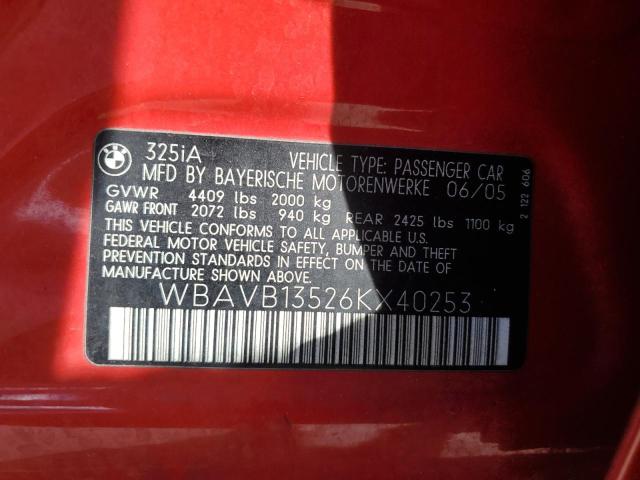 325iA VEHICLE TYPE: PASSENGER CAR
MFD BY BAYERISCHE MOTORENWERKE 06/05
GVWR 4409 lbs 2000 kg
GAWR FRONT 2072 lbs 940 kg REAR 2425 lbs 1100 kg
THIS VEHICLE CONFORMS TO ALL APPLICABLE U.S.
FEDERAL MOTOR VEHICLE SAFETY, BUMPER AND THEFT
PREVENTION STANDARDS IN EFFECT ON THE DATE OF
MANUFACTURE SHOWN ABOVE.
WBAVB13526KX40253
2 122 606